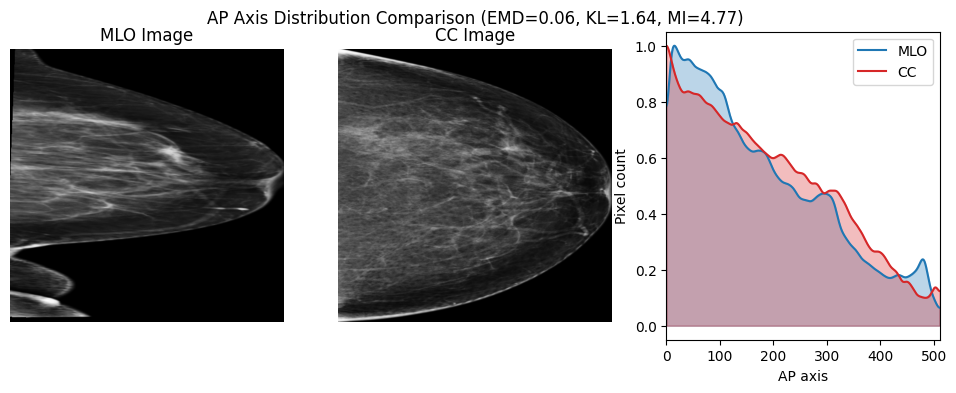 AP Axis Distribution Comparison (EMD=0.06, KL=1.64, MI=4.77)
MLO Image
CC Image
MLO
CC
Pixel count
1.0
0.8
0.6
0.4
0.2
0.0
0 100 200 300 400 500
AP axis